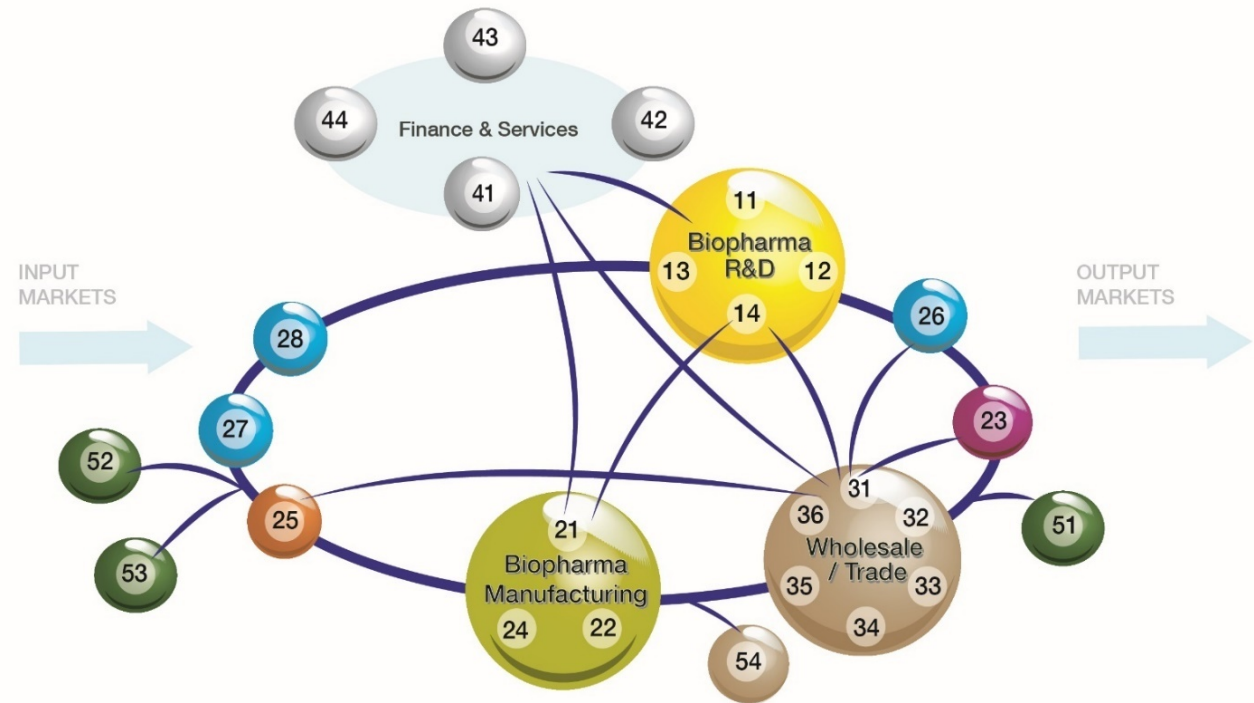 43
44
Finance & Services
42
41
11
Biopharma
R&D
13
12
14
INPUT
MARKETS
OUTPUT
MARKETS
28
26
27
23
52
25
53
31
36
32
Wholesale
/ Trade
35
33
34
51
21
Biopharma
Manufacturing
24
22
54